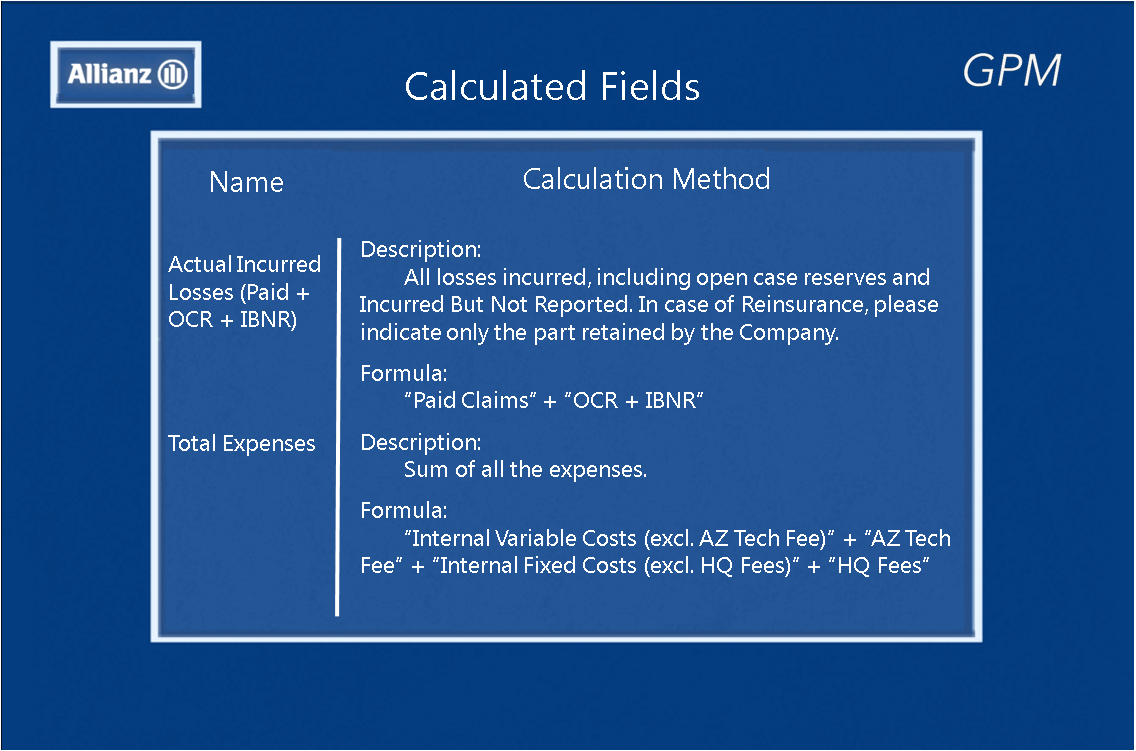 Allianz
Calculated Fields
GPM
Name
Calculation Method
Actual Incurred
Losses (Paid +
OCR + IBNR)
Description:
All losses incurred, including open case reserves and
Incurred But Not Reported. In case of Reinsurance, please
indicate only the part retained by the Company.
Formula:
"Paid Claims" + "OCR + IBNR"
Total Expenses
Description:
Sum of all the expenses.
Formula:
"Internal Variable Costs (excl. AZ Tech Fee)" + "AZ Tech
Fee" + "Internal Fixed Costs (excl. HQ Fees)" + "HQ Fees"